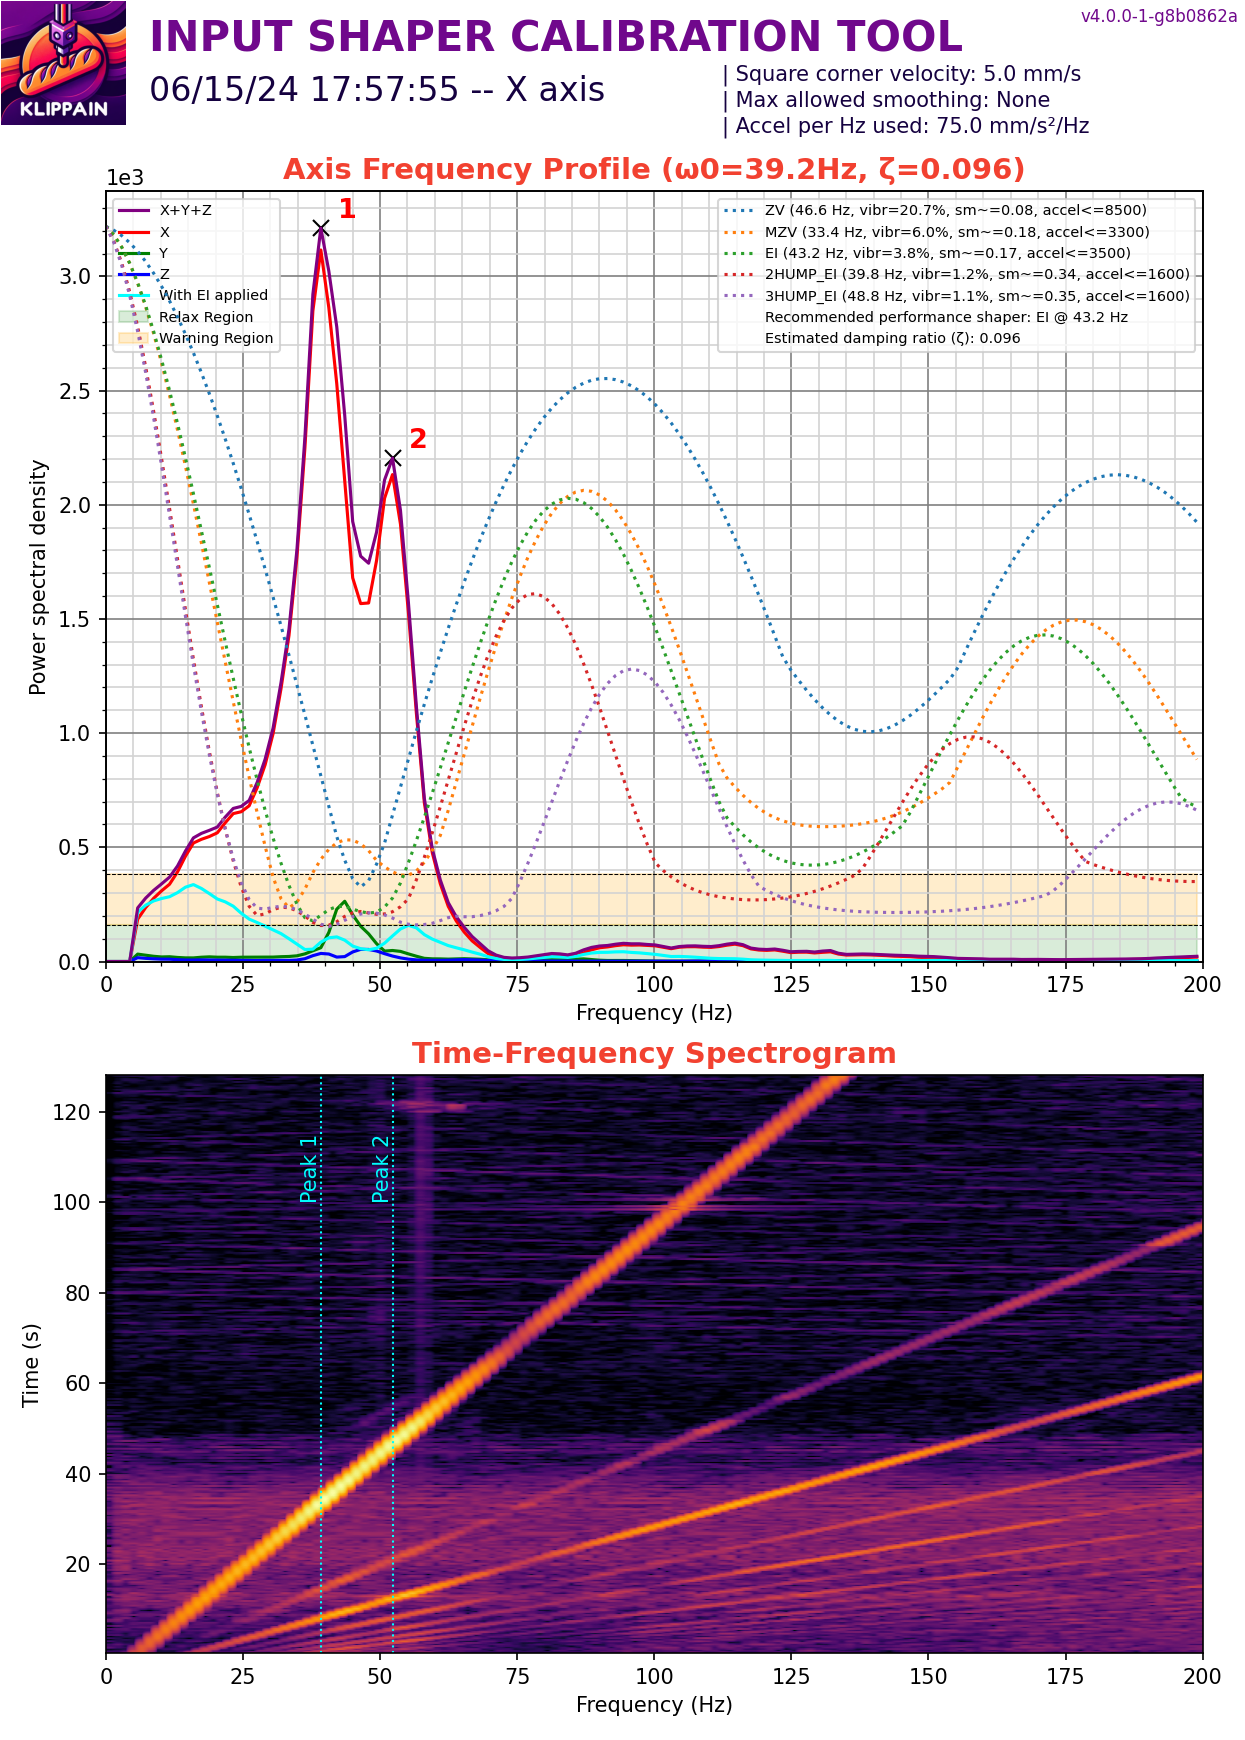 v4.0.0-1-g8b0862a
INPUT SHAPER CALIBRATION TOOL
06/15/24 17:57:55 -- X axis
| Square corner velocity: 5.0 mm/s
| Max allowed smoothing: None
| Accel per Hz used: 75.0 mm/s²/Hz
KLIPPAIN
Axis Frequency Profile (ω0=39.2Hz, ζ=0.096)
1e3
X+Y+Z
X
Y
Z
With EI applied
Relax Region
Warning Region
1
2
ZV (46.6 Hz, vibr=20.7%, sm~=0.08, accel<=8500)
MZV (33.4 Hz, vibr=6.0%, sm~=0.18, accel<=3300)
EI (43.2 Hz, vibr=3.8%, sm~=0.17, accel<=3500)
2HUMP_EI (39.8 Hz, vibr=1.2%, sm~=0.34, accel<=1600)
3HUMP_EI (48.8 Hz, vibr=1.1%, sm~=0.35, accel<=1600)
Recommended performance shaper: EI @ 43.2 Hz
Estimated damping ratio (ζ): 0.096
Power spectral density
3.0
2.5
2.0
1.5
1.0
0.5
0.0
0 25 50 75 100 125 150 175 200
Frequency (Hz)
Time-Frequency Spectrogram
Time (s)
120
100
80
60
40
20
Peak 1
Peak 2
0 25 50 75 100 125 150 175 200
Frequency (Hz)